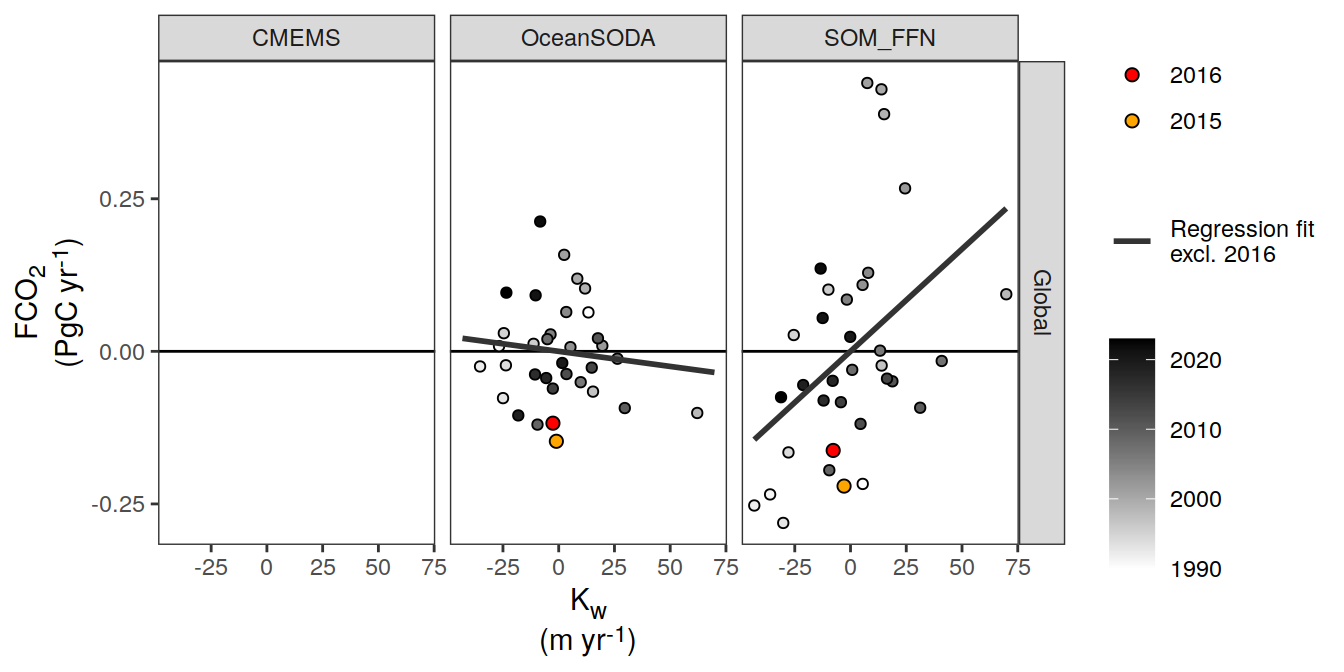 CMEMS
OceanSODA
SOM_FFN
Global
FCO₂
(PgC yr⁻¹)
0.25
0.00
-0.25
-25 0 25 50 75
-25 0 25 50 75
-25 0 25 50 75
K_w
(m yr⁻¹)
2016
2015
Regression fit
excl. 2016
2020
2010
2000
1990